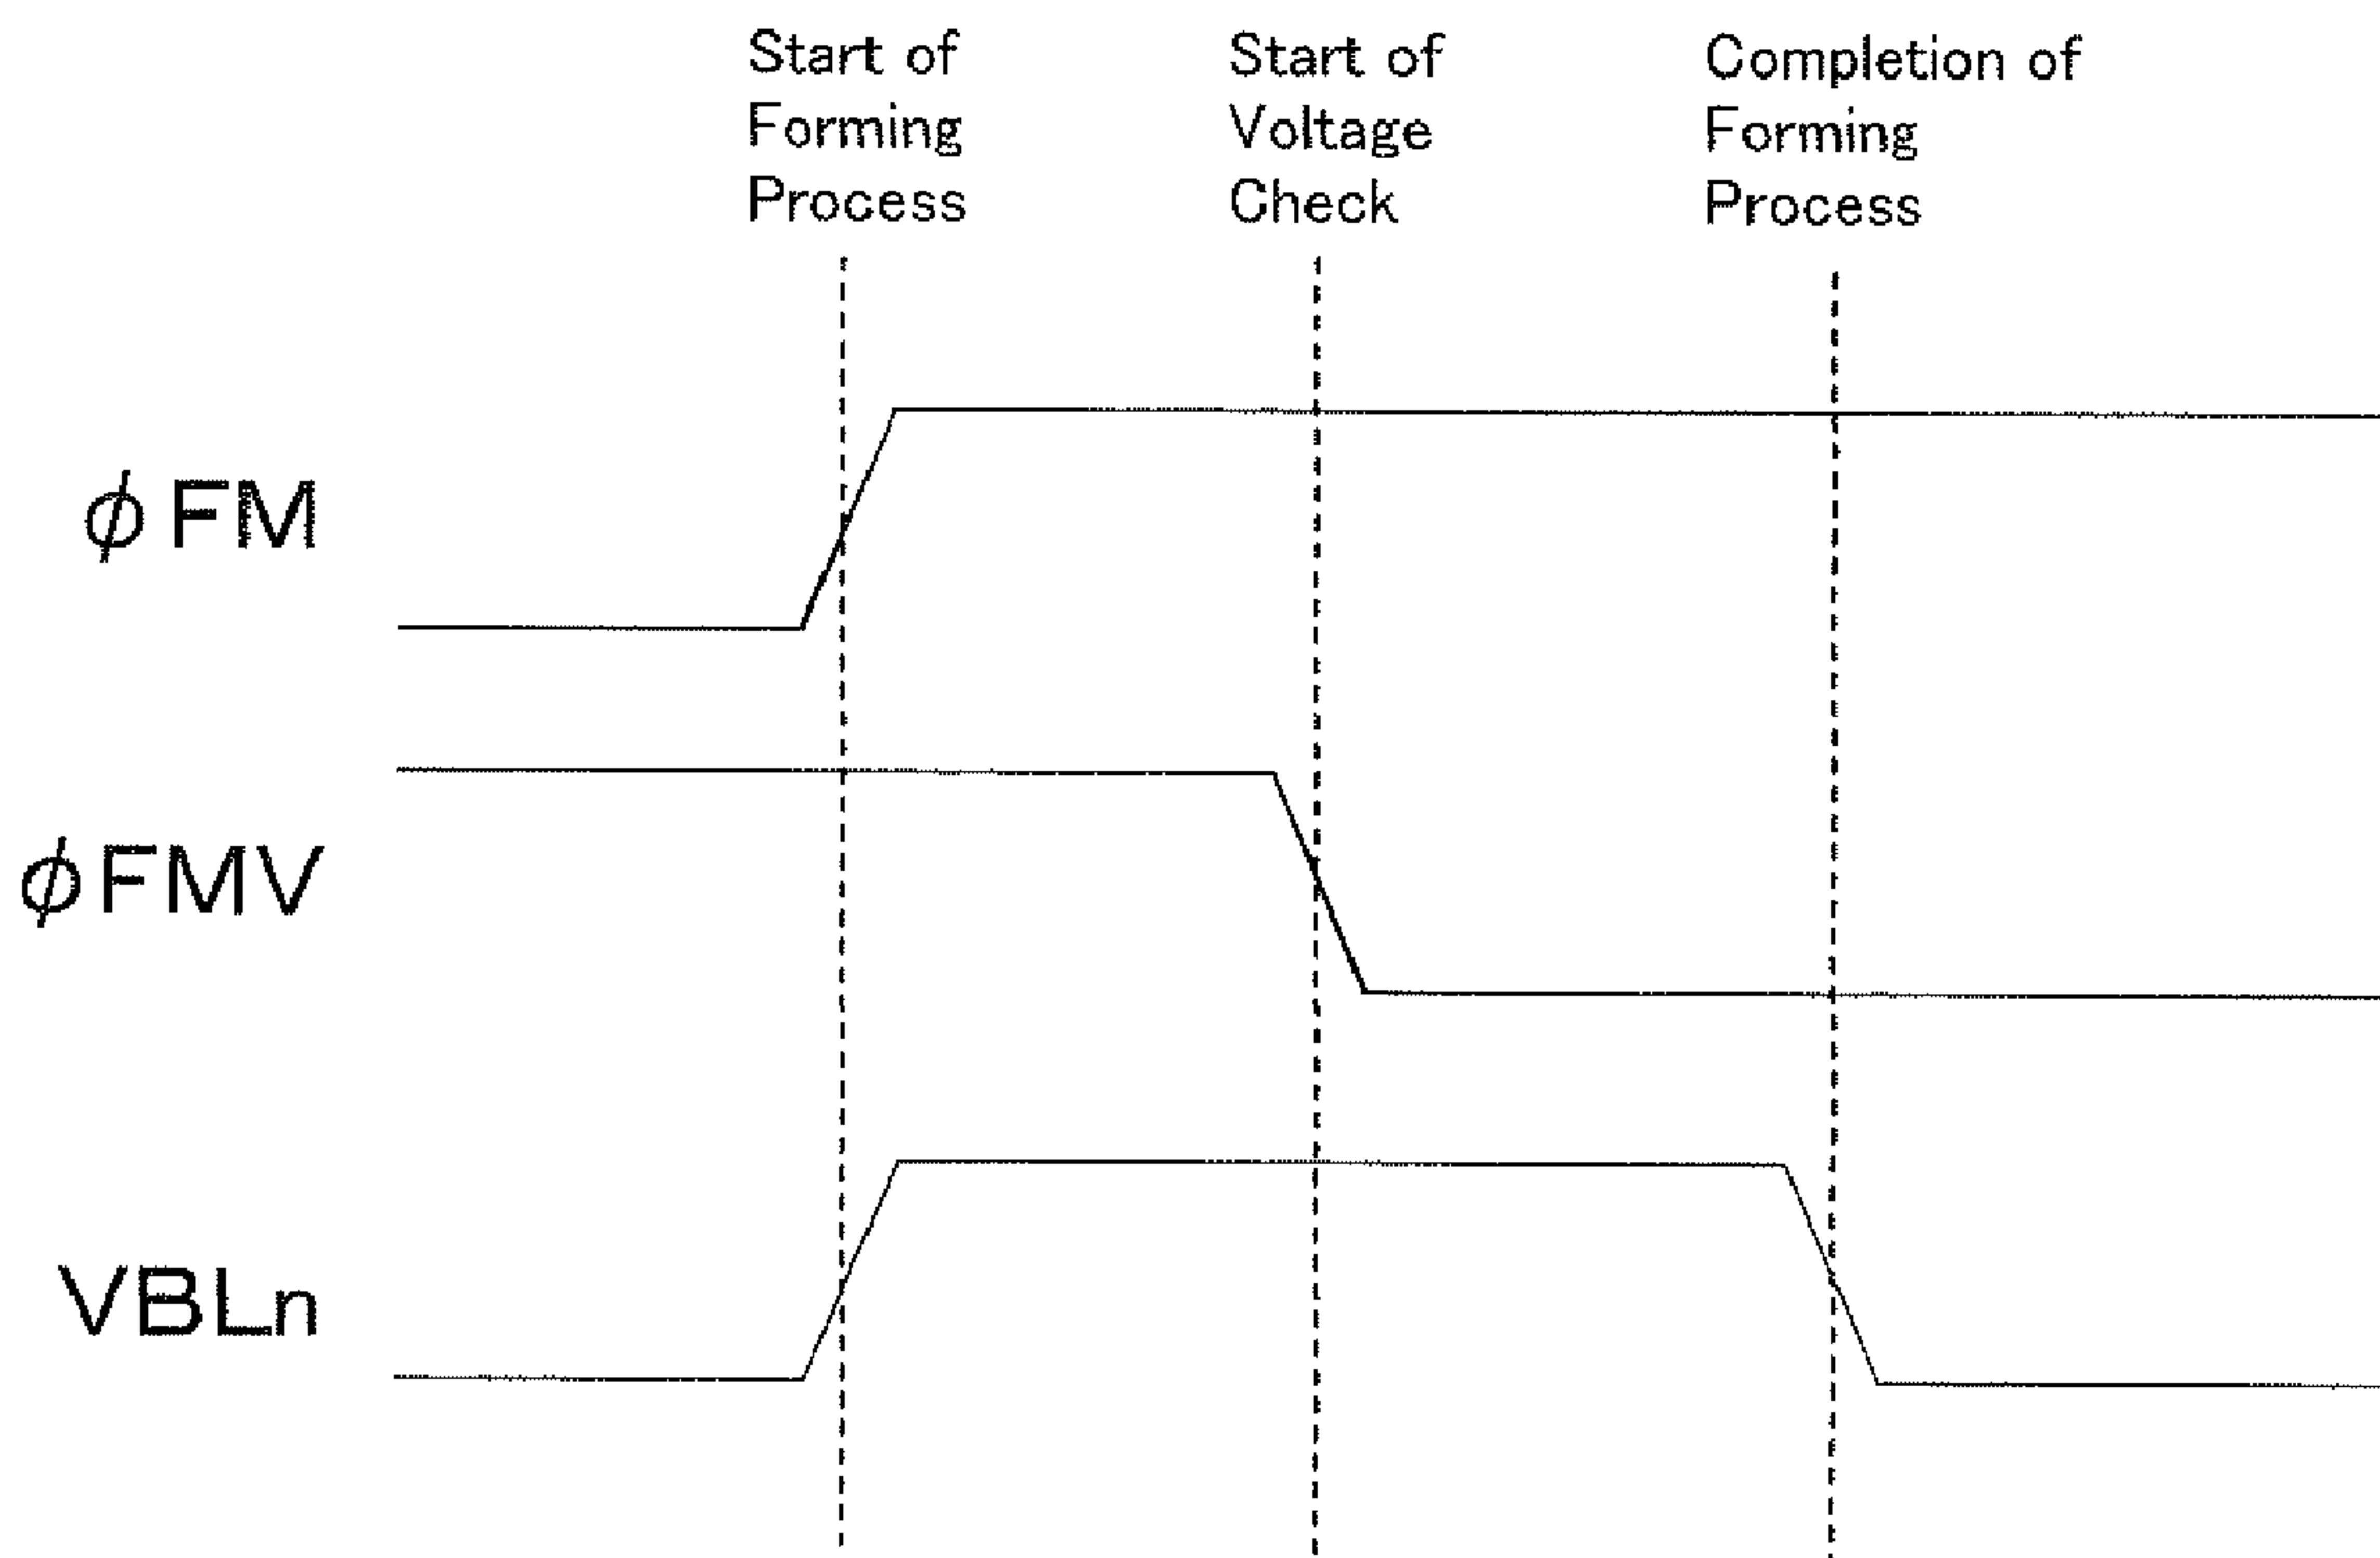 Start of
Forming
Process
Start of
Voltage
Check
Completion of
Forming
Process
φFM
φFMV
VBLn